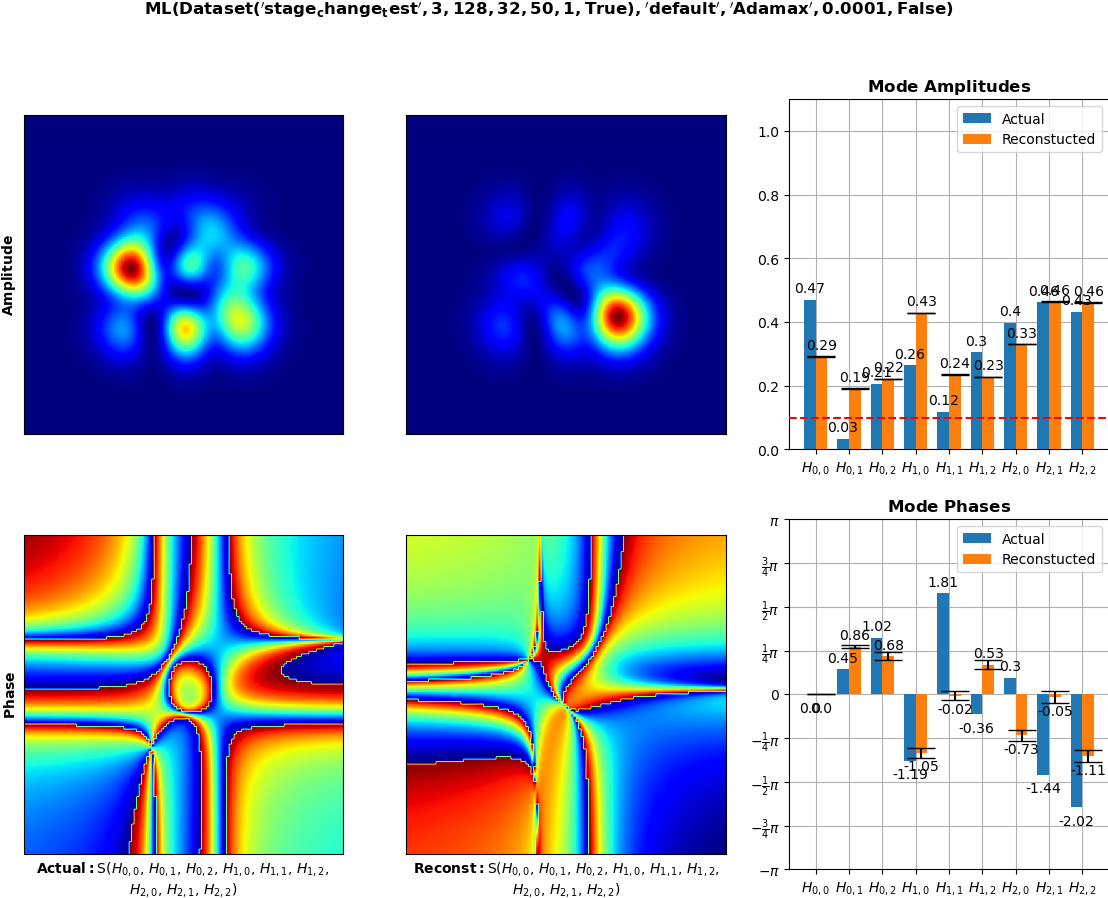 ML(Dataset('stage_change_test', 3, 128, 32, 50, 1, True), 'default', 'Adamax', 0.0001, False)
Amplitude
Mode Amplitudes
Actual
Reconstucted
1.0
0.8
0.6
0.4
0.2
0.0
0.47 0.03 0.21 0.26 0.12 0.3 0.4 0.46 0.43
0.29 0.19 0.22 0.43 0.24 0.23 0.33 0.46 0.46
H0,0 H0,1 H0,2 H1,0 H1,1 H1,2 H2,0 H2,1 H2,2
Phase
Actual: S(H0,0, H0,1, H0,2, H1,0, H1,1, H1,2,
H2,0, H2,1, H2,2)
Reconst: S(H0,0, H0,1, H0,2, H1,0, H1,1, H1,2,
H2,0, H2,1, H2,2)
Mode Phases
Actual
Reconstucted
π
3/4π
1/2π
1/4π
0
−1/4π
−1/2π
−3/4π
−π
0.0 0.45 1.02 -1.19 1.81 -0.36 0.3 -1.44 -2.02
0.0 0.86 0.68 -1.05 -0.02 0.53 -0.73 -0.05 -1.11
H0,0 H0,1 H0,2 H1,0 H1,1 H1,2 H2,0 H2,1 H2,2